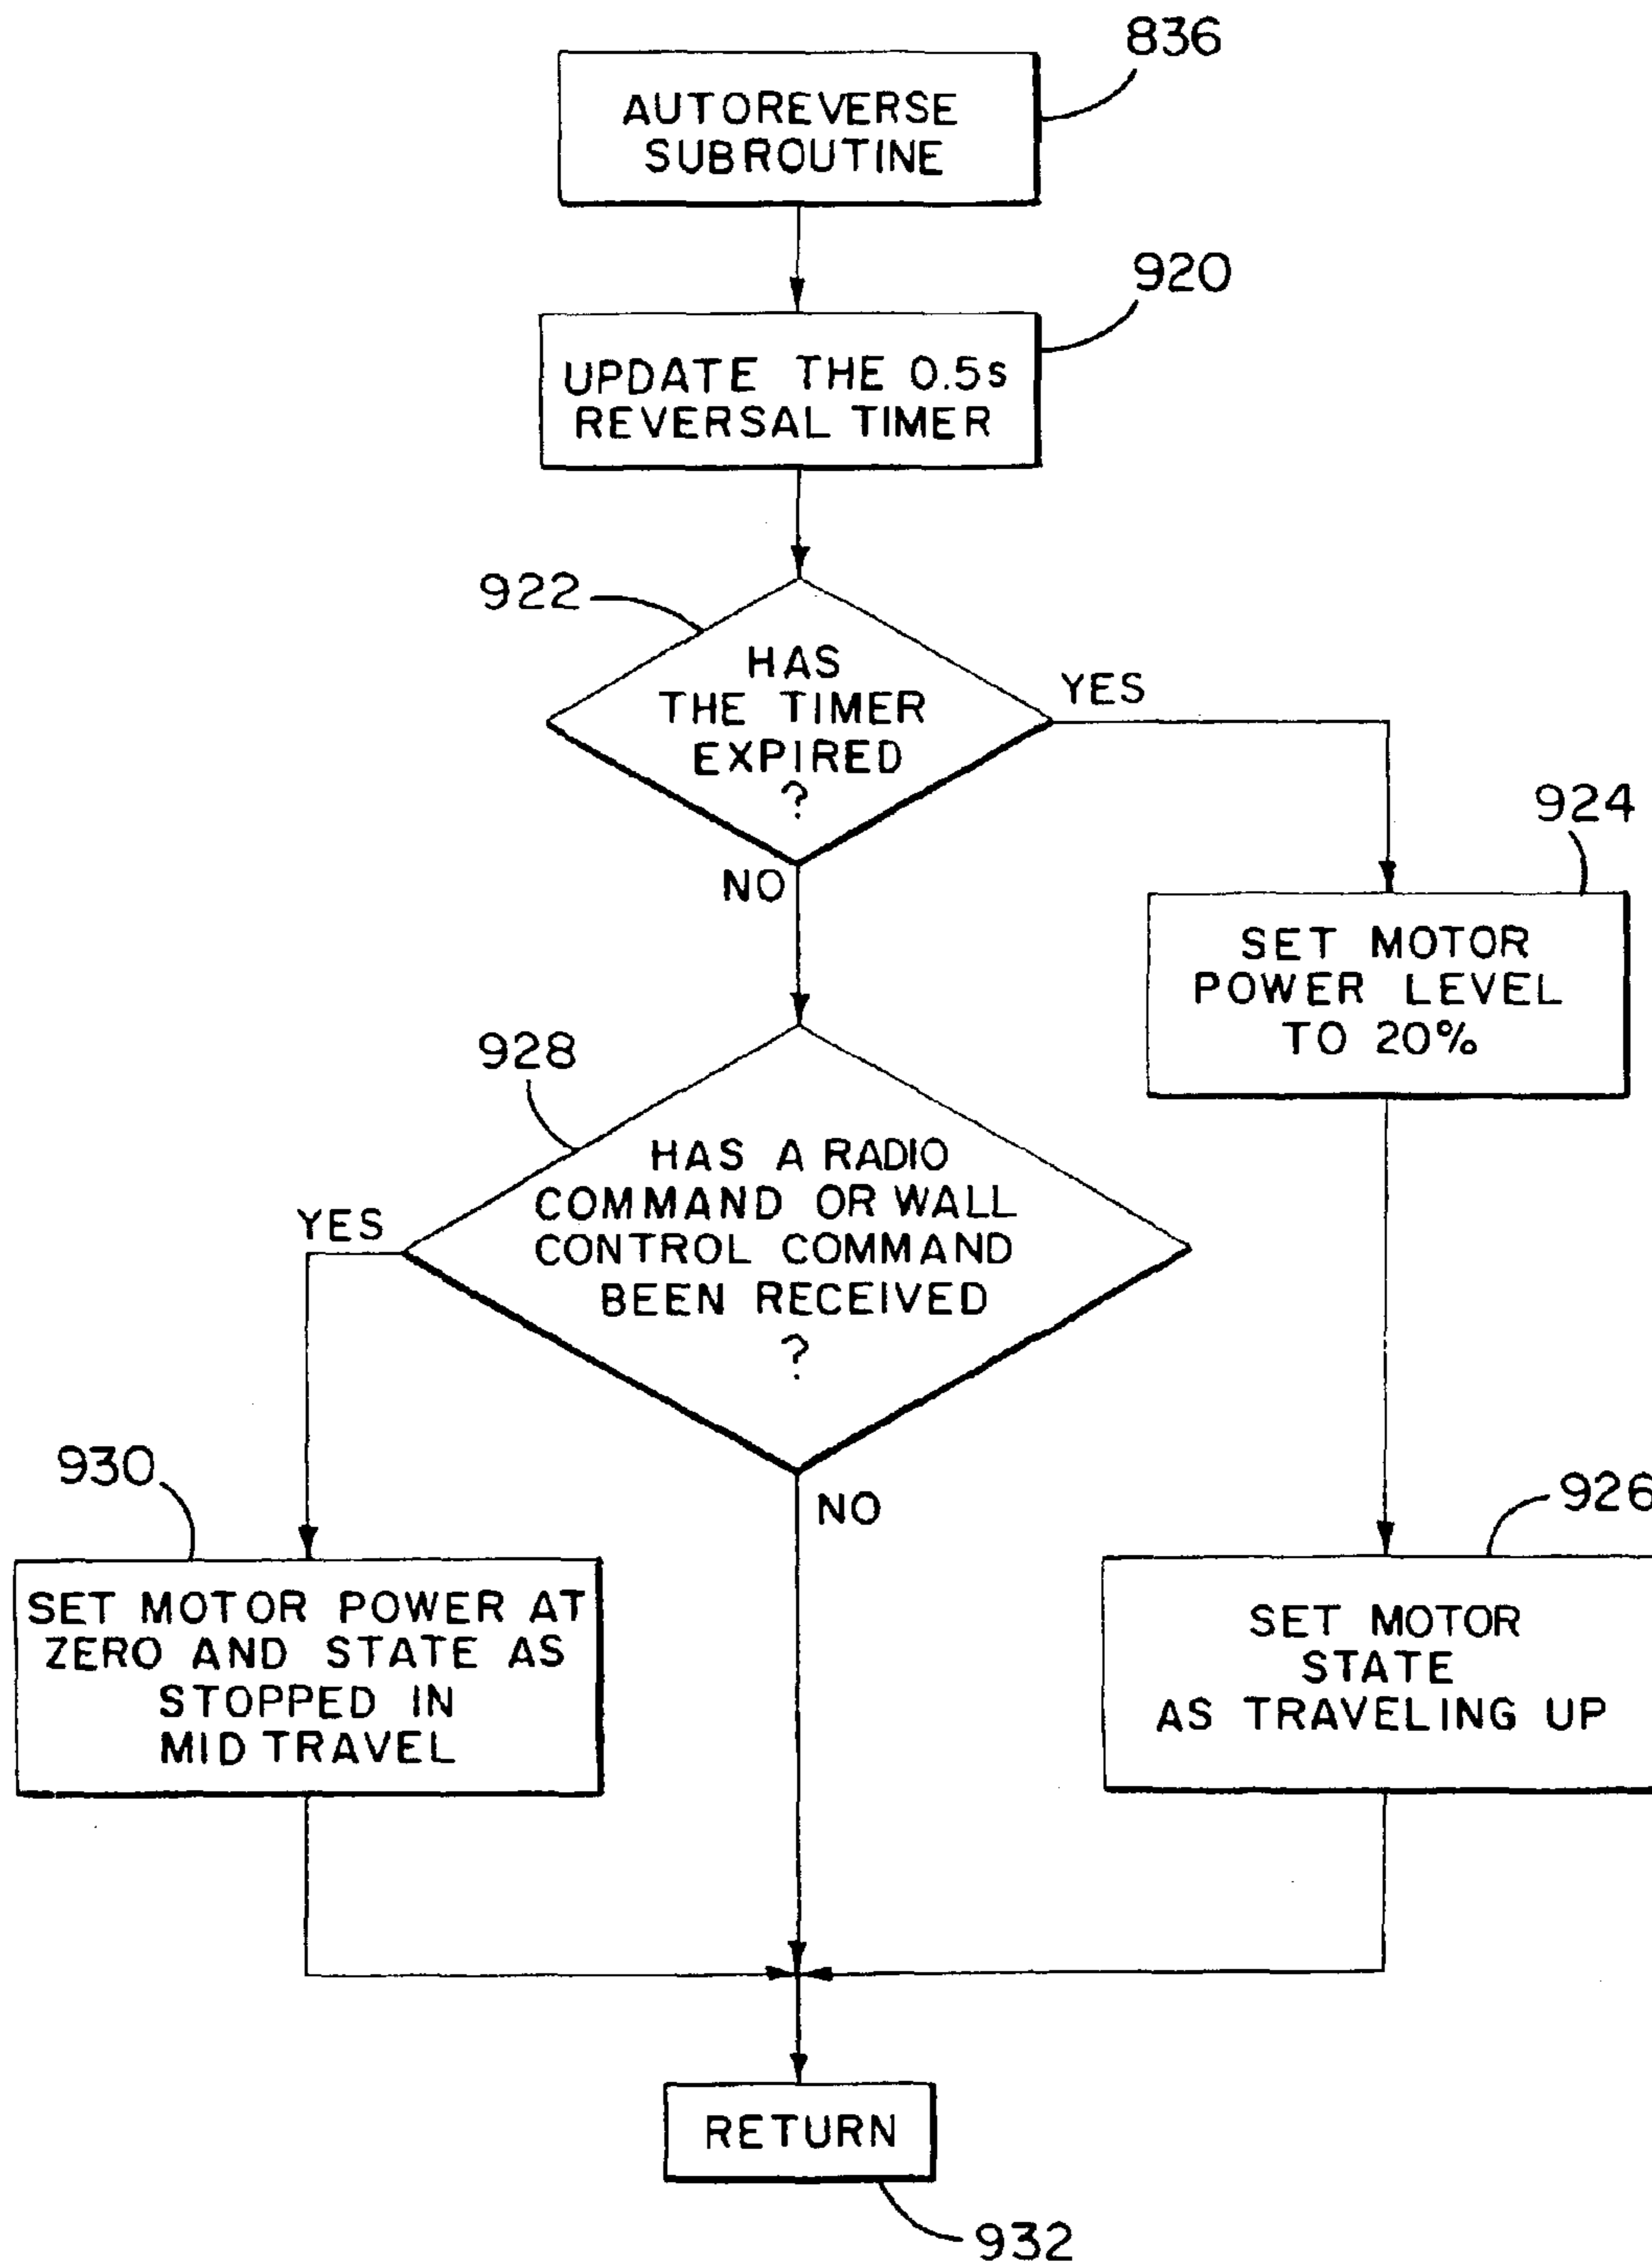 836
AUTOREVERSE
SUBROUTINE
920
UPDATE THE 0.5s
REVERSAL TIMER
922
HAS
THE TIMER
EXPIRED
?
YES
NO
924
SET MOTOR
POWER LEVEL
TO 20%
928
HAS A RADIO
COMMAND OR WALL
CONTROL COMMAND
BEEN RECEIVED
?
YES
NO
930
SET MOTOR POWER AT
ZERO AND STATE AS
STOPPED IN
MID TRAVEL
926
SET MOTOR
STATE
AS TRAVELING UP
RETURN
932